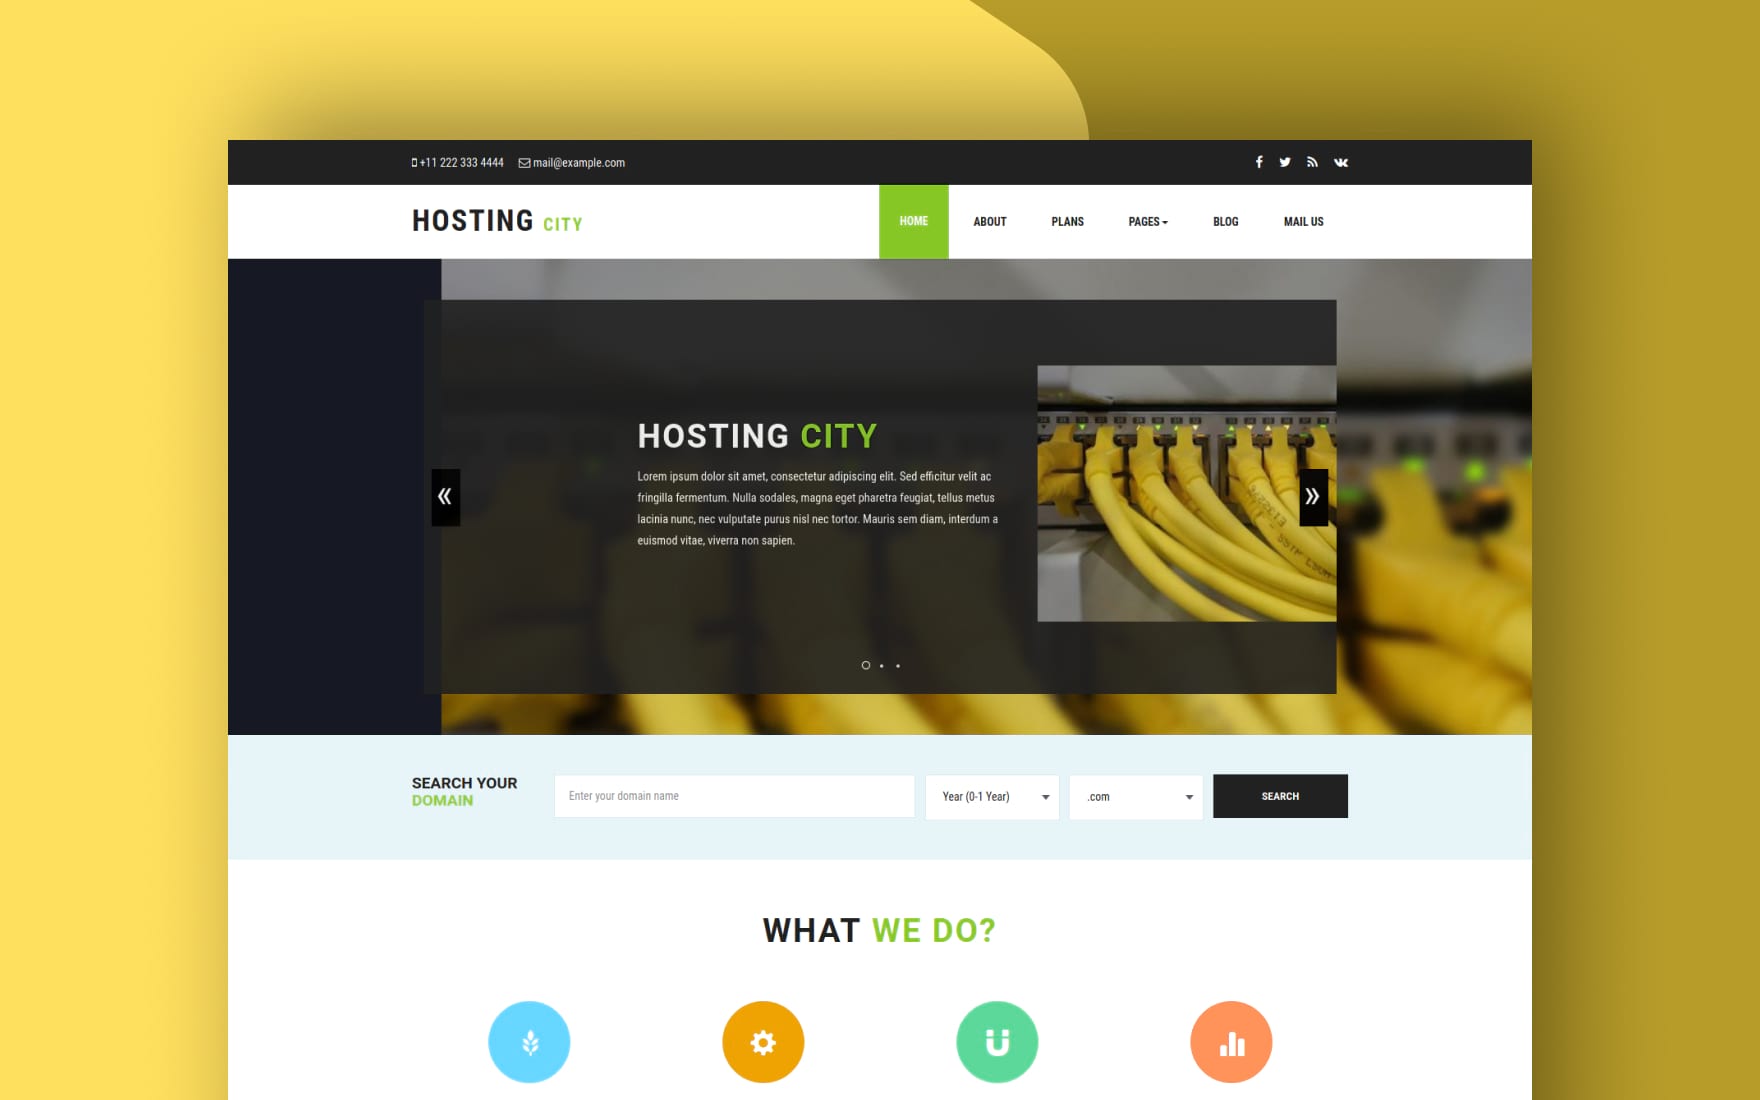 +11 222 333 4444 mail@example.com
HOSTING CITY
HOME ABOUT PLANS PAGES BLOG MAIL US
HOSTING CITY
Lorem ipsum dolor sit amet, consectetur adipiscing elit. Sed efficitur velit ac
fringilla fermentum. Nulla sodales, magna eget pharetra feugiat, tellus metus
lacinia nunc, nec vulputate purus nisl nec tortor. Mauris sem diam, interdum a
euismod vitae, viverra non sapien.
SEARCH YOUR
DOMAIN
Enter your domain name
Year (0-1 Year)
.com
SEARCH
WHAT WE DO?